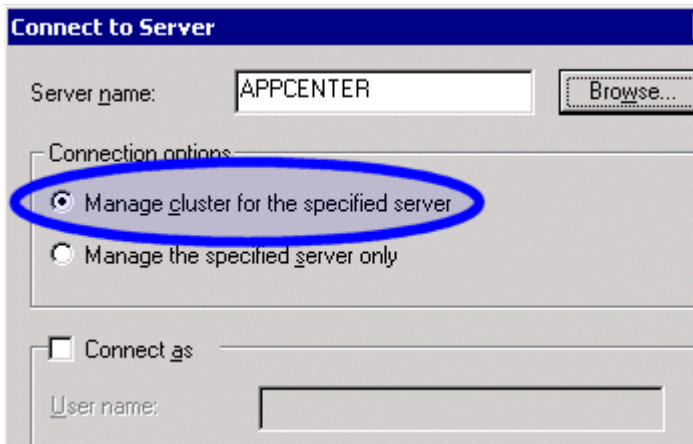 Connect to Server
Server name: APPCENTER Browse...
Connection options
Manage cluster for the specified server
Manage the specified server only
Connect as
User name: